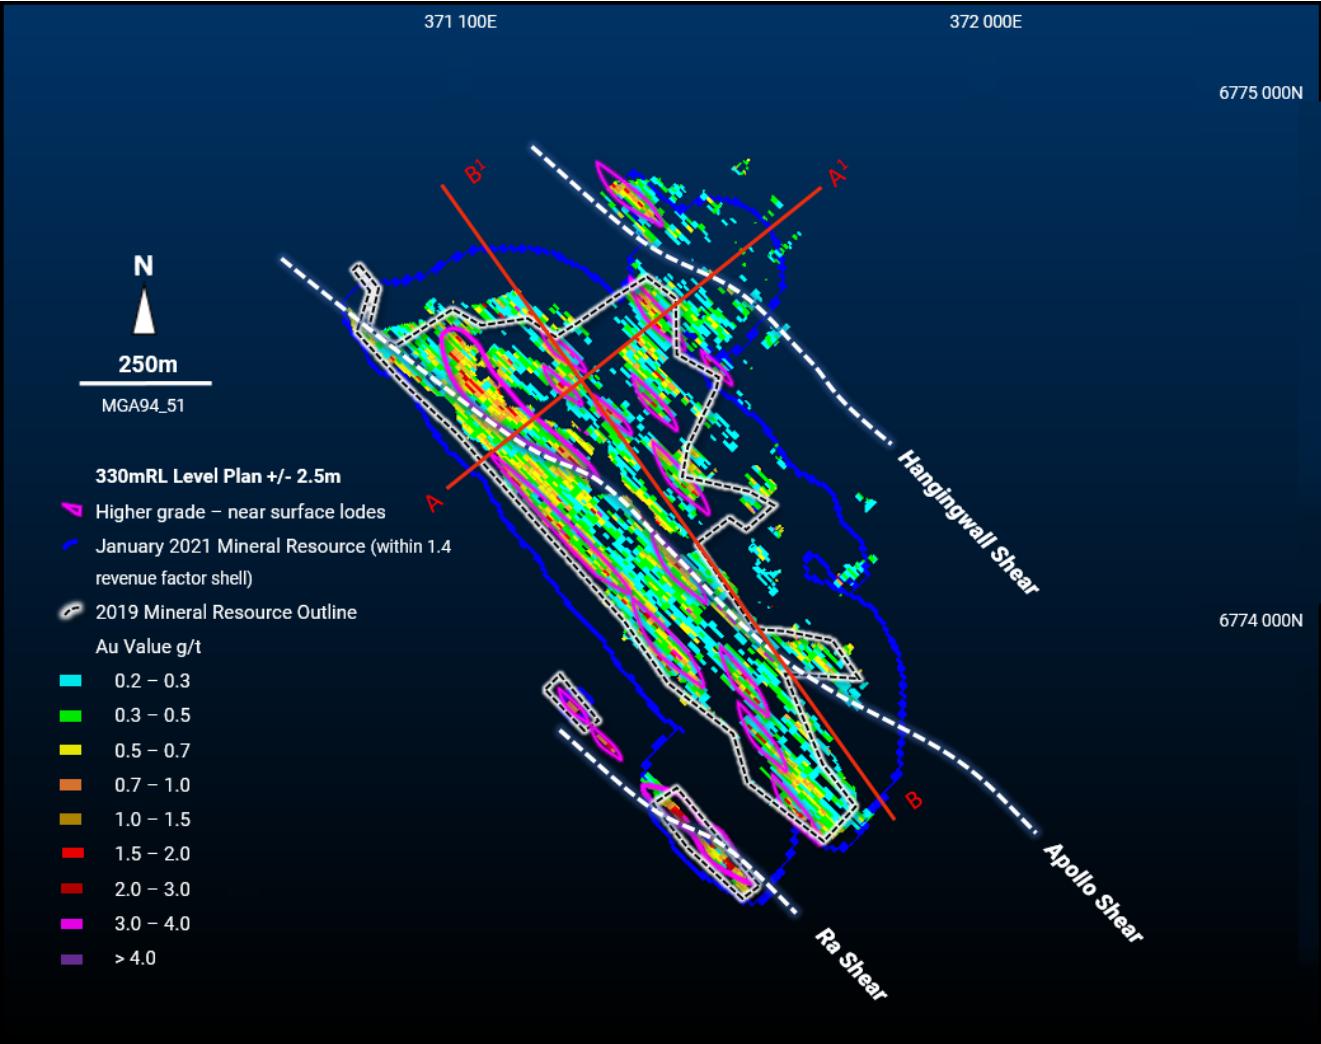 371 100E
372 000E
6775 000N
B¹
A¹
N
250m
MGA94_51
330mRL Level Plan +/- 2.5m
A
Higher grade – near surface lodes
January 2021 Mineral Resource (within 1.4
revenue factor shell)
2019 Mineral Resource Outline
Au Value g/t
0.2 – 0.3
0.3 – 0.5
0.5 – 0.7
0.7 – 1.0
1.0 – 1.5
1.5 – 2.0
2.0 – 3.0
3.0 – 4.0
> 4.0
Hangingwall Shear
6774 000N
B
Apollo Shear
Ra Shear